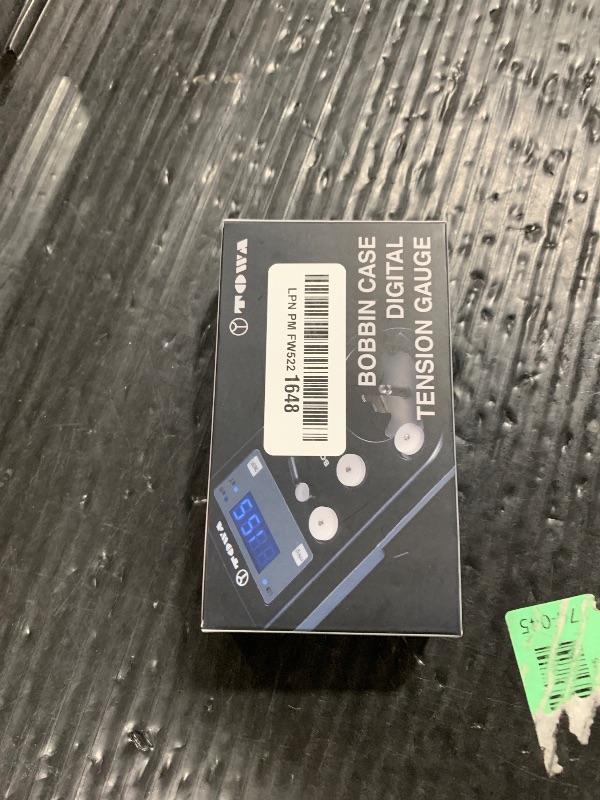 TOWA
BOBBIN CASE
DIGITAL
TENSION GAUGE
LPN PM FW522 1648
TOWA